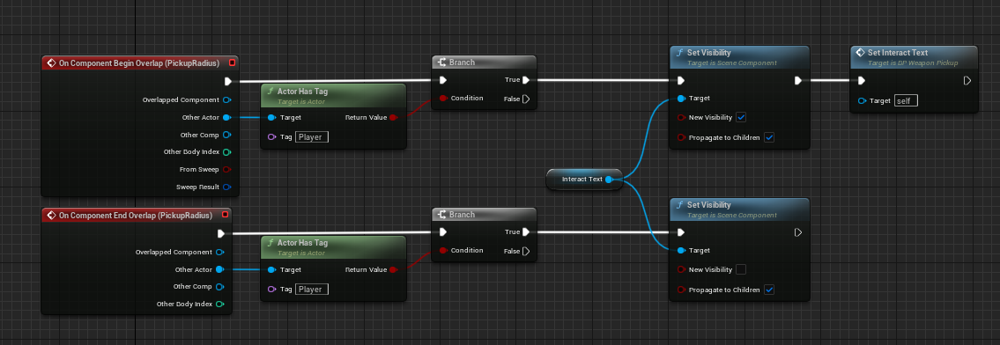 On Component Begin Overlap (PickupRadius)
Overlapped Component
Other Actor
Other Comp
Other Body Index
From Sweep
Sweep Result
Actor Has Tag
Target is Actor
Target
Return Value
Tag
Player
Branch
True
Condition
False
Set Visibility
Target is Scene Component
Target
New Visibility
Propagate to Children
Set Interact Text
Target is BP Weapon Pickup
Target
self
Interact Text
On Component End Overlap (PickupRadius)
Overlapped Component
Other Actor
Other Comp
Other Body Index
Actor Has Tag
Target is Actor
Target
Return Value
Tag
Player
Branch
True
Condition
False
Set Visibility
Target is Scene Component
Target
New Visibility
Propagate to Children